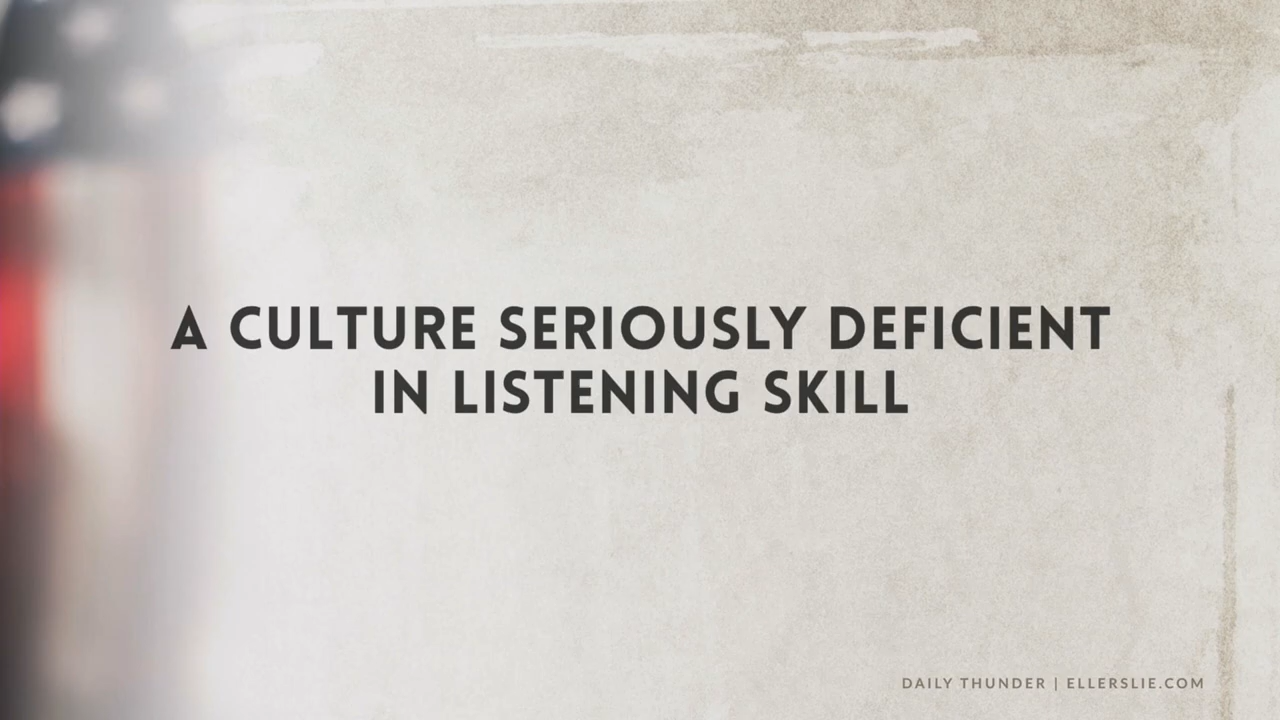 A CULTURE SERIOUSLY DEFICIENT
IN LISTENING SKILL
DAILY THUNDER | ELLERSLIE.COM